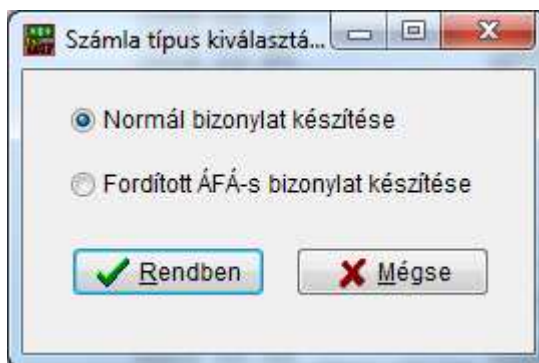 Számla típus kiválasztá...
Normál bizonylat készítése
Fordított ÁFÁ-s bizonylat készítése
Rendben
Mégse